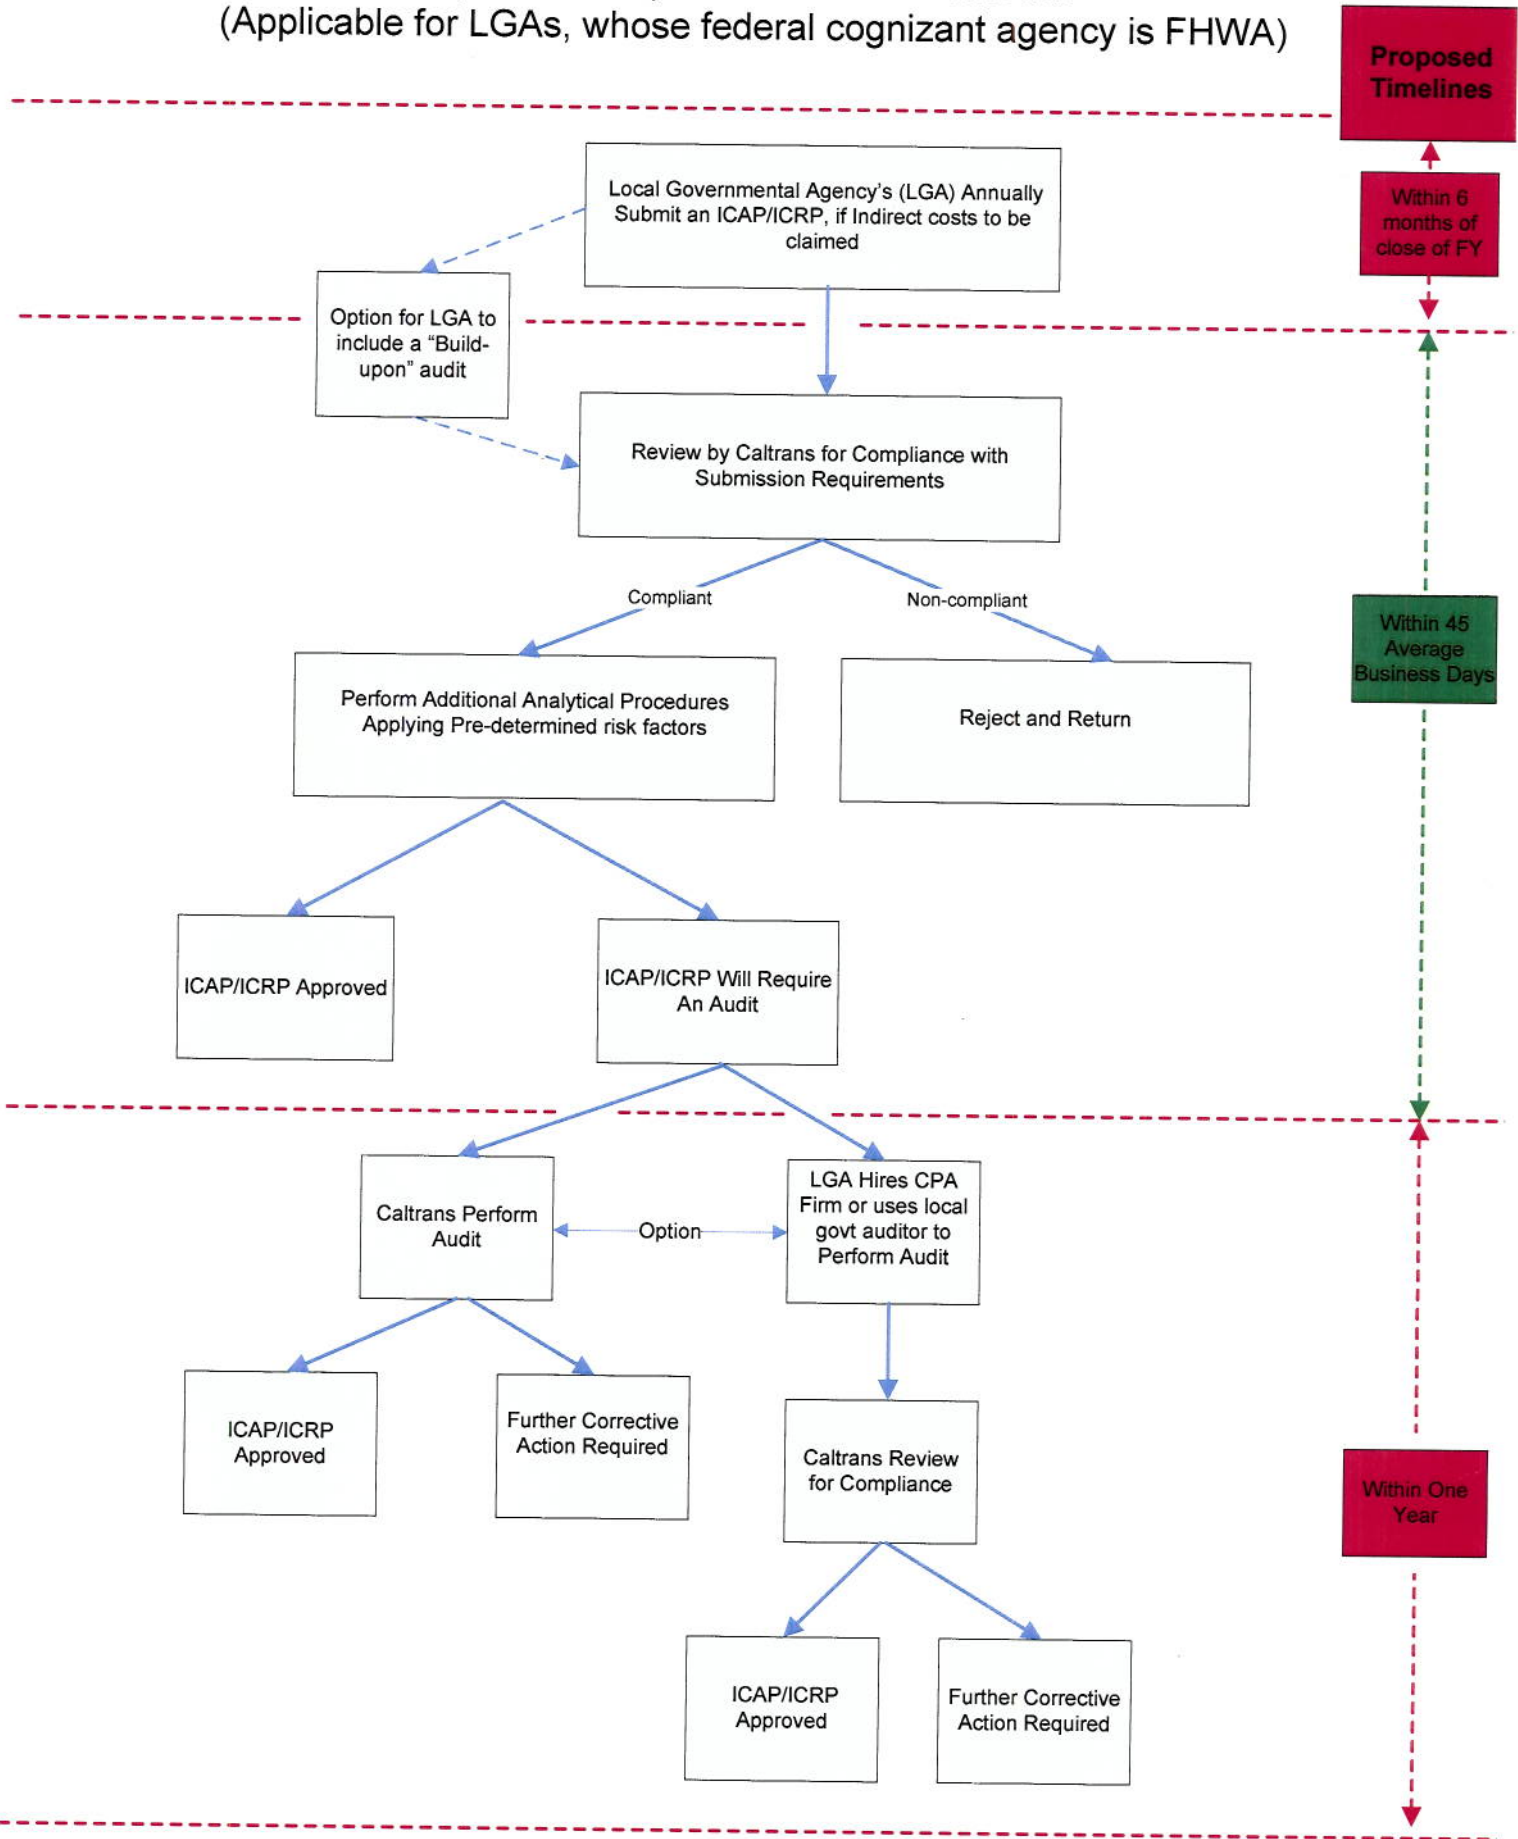 (Applicable for LGAs, whose federal cognizant agency is FHWA)
Proposed
Timelines
Local Governmental Agency's (LGA) Annually
Submit an ICAP/ICRP, if Indirect costs to be
claimed
Within 6
months of
close of FY
Option for LGA to
include a “Build-
upon” audit
Review by Caltrans for Compliance with
Submission Requirements
Compliant
Non-compliant
Within 45
Average
Business Days
Perform Additional Analytical Procedures
Applying Pre-determined risk factors
Reject and Return
ICAP/ICRP Approved
ICAP/ICRP Will Require
An Audit
Caltrans Perform
Audit
Option
LGA Hires CPA
Firm or uses local
govt auditor to
Perform Audit
ICAP/ICRP
Approved
Further Corrective
Action Required
Caltrans Review
for Compliance
Within One
Year
ICAP/ICRP
Approved
Further Corrective
Action Required